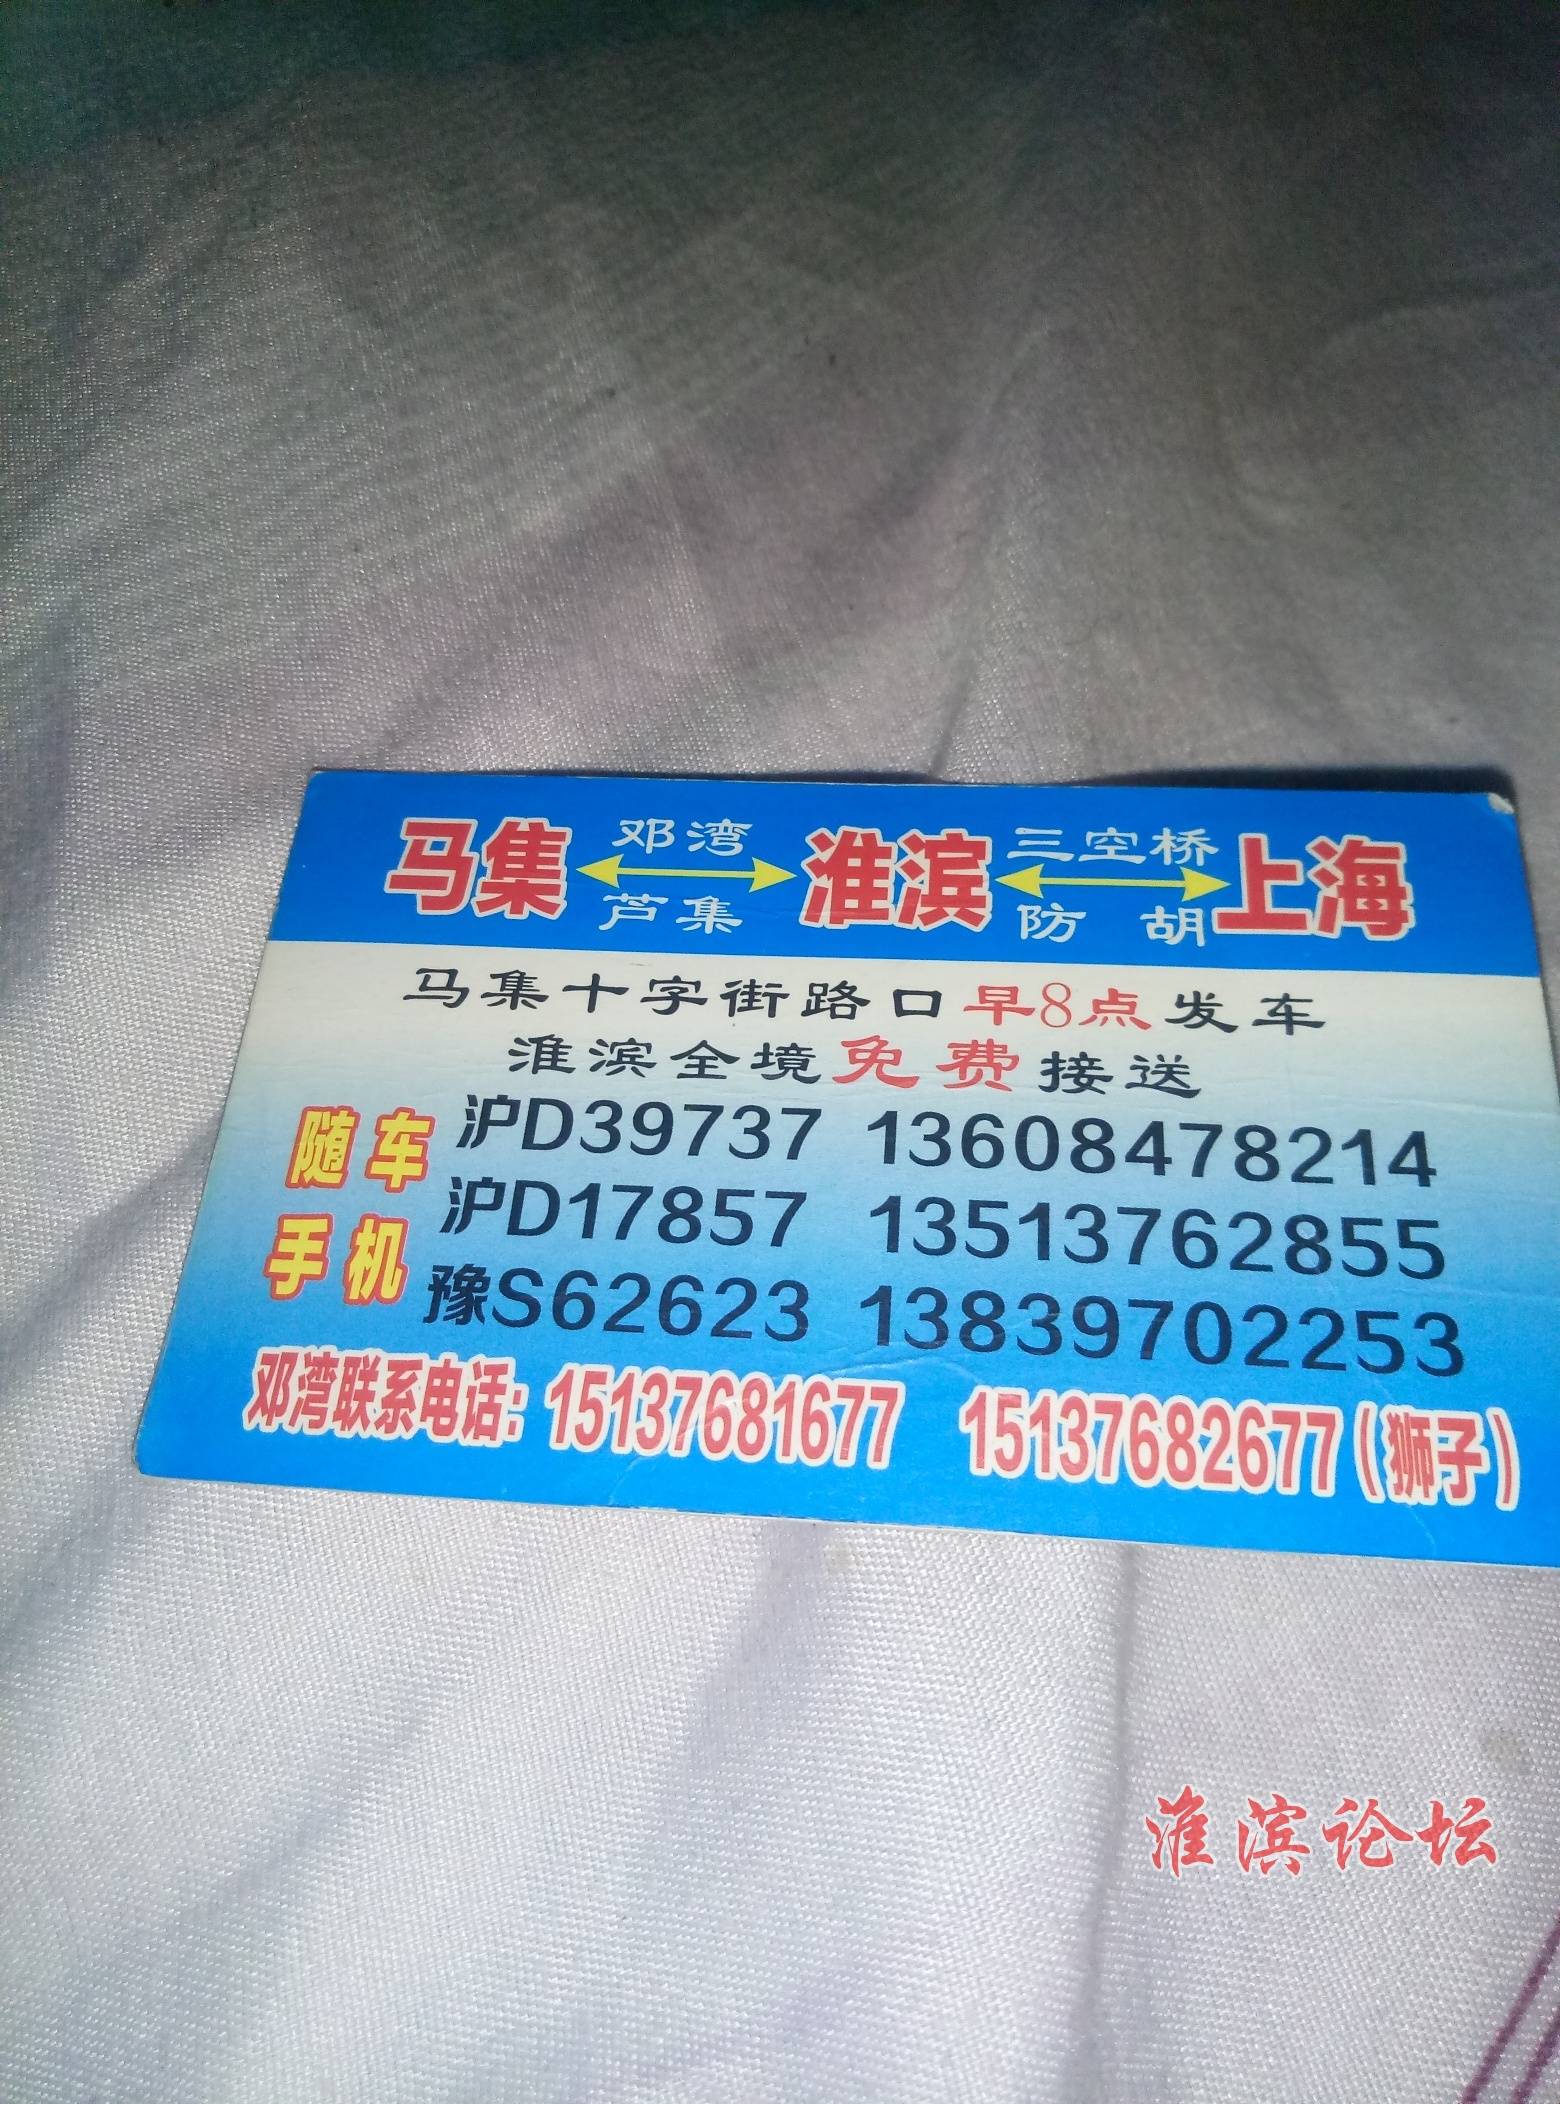 马集 邓湾 淮滨 三空桥 上海
芦集 防 胡
马集十字街路口早8点发车
淮滨全境免费接送
随车 沪D39737 13608478214
沪D17857 13513762855
手机 豫S62623 13839702253
邓湾联系电话: 15137681677 15137682677(狮子)
淮滨论坛